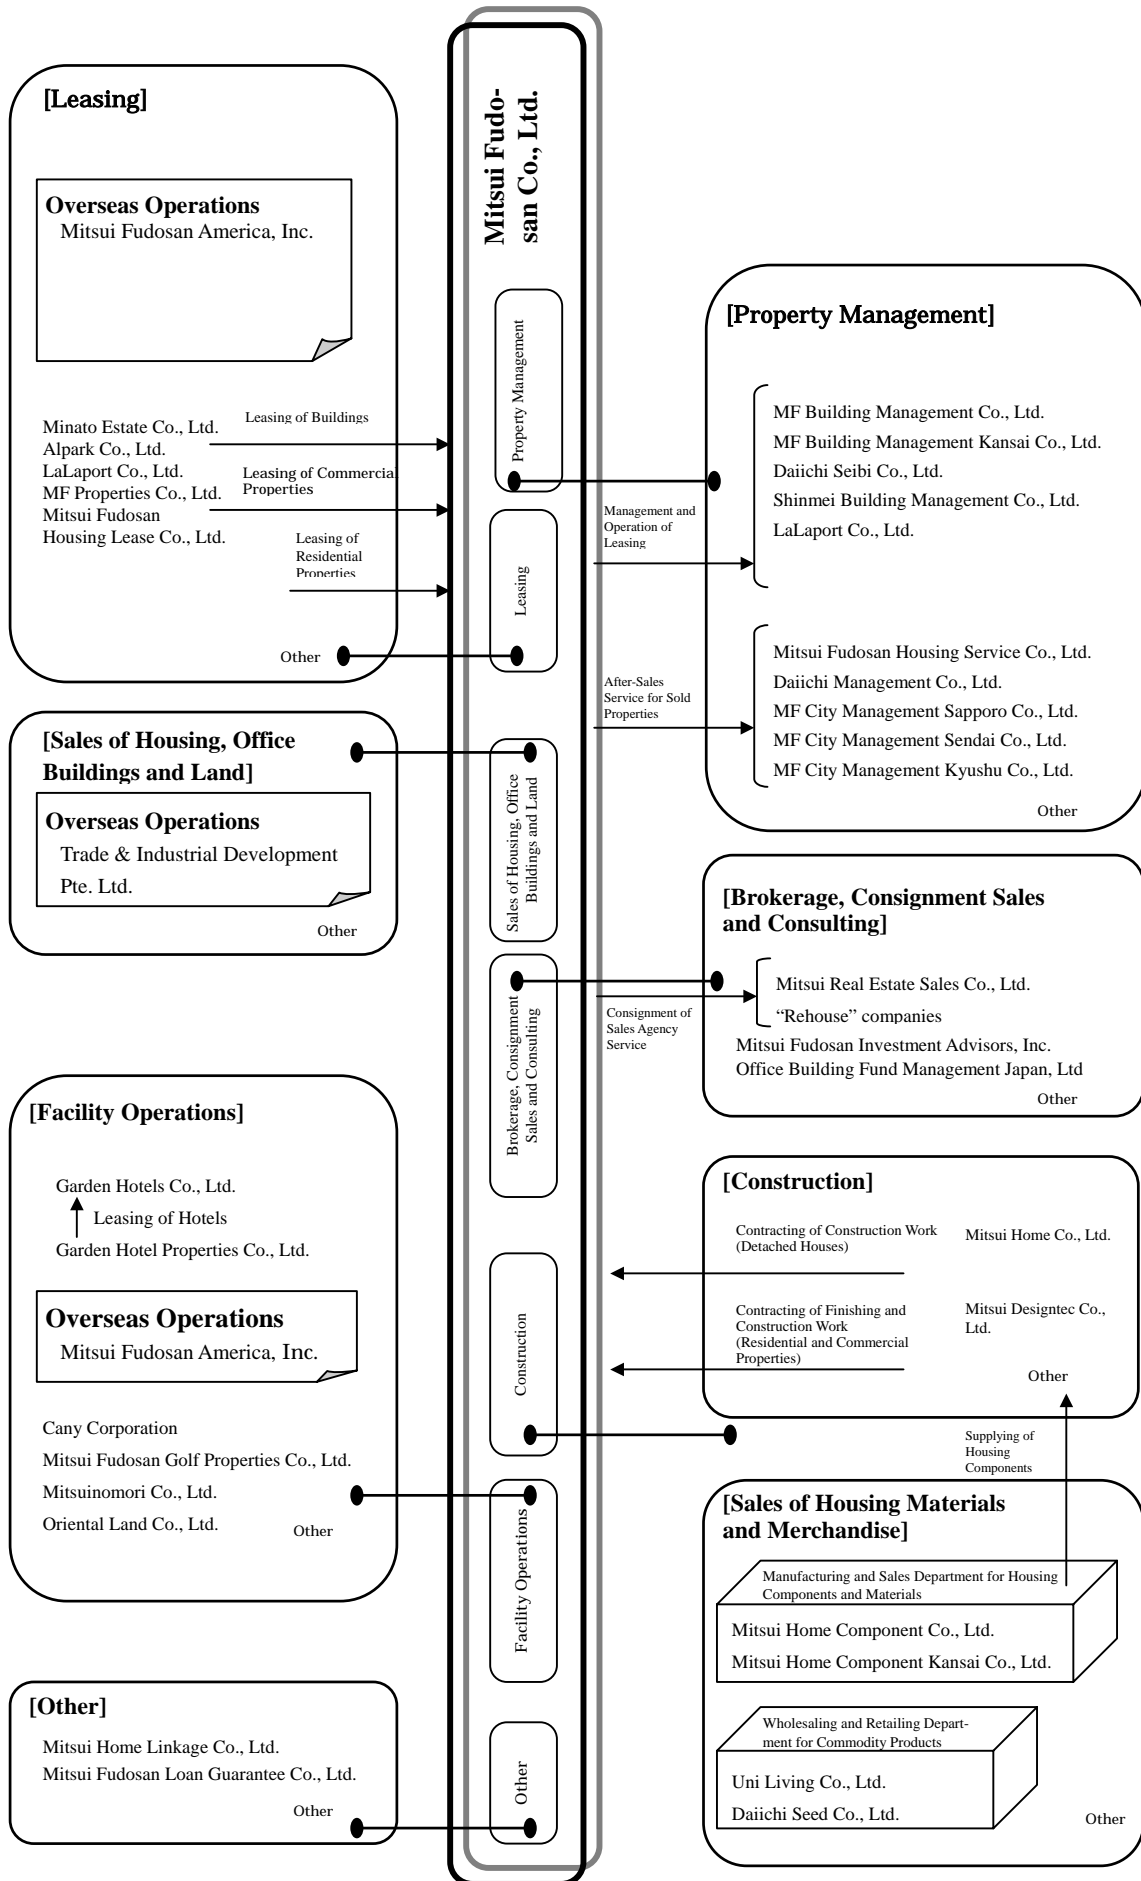 Mitsui Fudo-
san Co., Ltd.
[Leasing]
Overseas Operations
Mitsui Fudosan America, Inc.
Minato Estate Co., Ltd.
Alpark Co., Ltd.
LaLaport Co., Ltd.
MF Properties Co., Ltd.
Mitsui Fudosan
Housing Lease Co., Ltd.
Leasing of Buildings
Leasing of Commercial
Properties
Leasing of
Residential
Properties
Other
[Sales of Housing, Office
Buildings and Land]
Overseas Operations
Trade & Industrial Development
Pte. Ltd.
Other
[Facility Operations]
Garden Hotels Co., Ltd.
Leasing of Hotels
Garden Hotel Properties Co., Ltd.
Overseas Operations
Mitsui Fudosan America, Inc.
Cany Corporation
Mitsui Fudosan Golf Properties Co., Ltd.
Mitsuinomori Co., Ltd.
Oriental Land Co., Ltd.
Other
[Other]
Mitsui Home Linkage Co., Ltd.
Mitsui Fudosan Loan Guarantee Co., Ltd.
Other
Property Management
Leasing
Sales of Housing, Office
Buildings and Land
Brokerage, Consignment
Sales and Consulting
Construction
Facility Operations
Other
Management and
Operation of
Leasing
After-Sales
Service for Sold
Properties
Consignment of
Sales Agency
Service
[Property Management]
MF Building Management Co., Ltd.
MF Building Management Kansai Co., Ltd.
Daiichi Seibi Co., Ltd.
Shinmei Building Management Co., Ltd.
LaLaport Co., Ltd.
Mitsui Fudosan Housing Service Co., Ltd.
Daiichi Management Co., Ltd.
MF City Management Sapporo Co., Ltd.
MF City Management Sendai Co., Ltd.
MF City Management Kyushu Co., Ltd.
Other
[Brokerage, Consignment Sales
and Consulting]
Mitsui Real Estate Sales Co., Ltd.
“Rehouse” companies
Mitsui Fudosan Investment Advisors, Inc.
Office Building Fund Management Japan, Ltd
Other
[Construction]
Contracting of Construction Work
(Detached Houses)
Mitsui Home Co., Ltd.
Contracting of Finishing and
Construction Work
(Residential and Commercial
Properties)
Mitsui Designtec Co.,
Ltd.
Other
Supplying of
Housing
Components
[Sales of Housing Materials
and Merchandise]
Manufacturing and Sales Department for Housing
Components and Materials
Mitsui Home Component Co., Ltd.
Mitsui Home Component Kansai Co., Ltd.
Wholesaling and Retailing Depart-
ment for Commodity Products
Uni Living Co., Ltd.
Daiichi Seed Co., Ltd.
Other